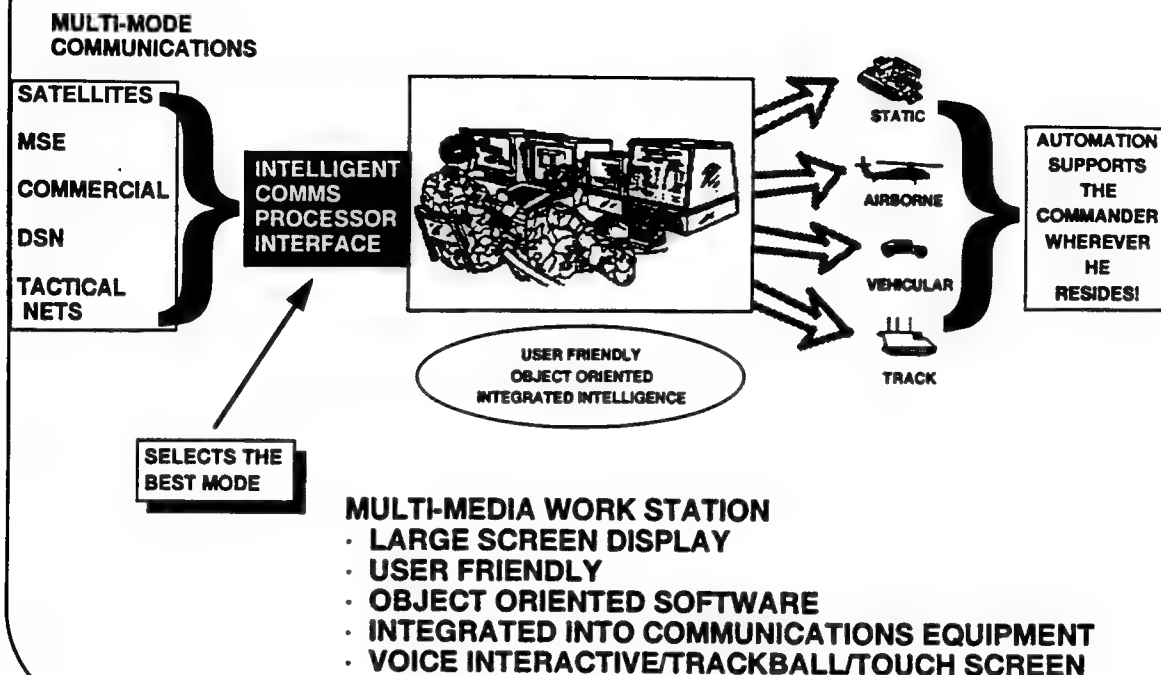 MULTI-MODE
COMMUNICATIONS
SATELLITES
MSE
COMMERCIAL
DSN
TACTICAL
NETS
INTELLIGENT
COMMS
PROCESSOR
INTERFACE
SELECTS THE
BEST MODE
USER FRIENDLY
OBJECT ORIENTED
INTEGRATED INTELLIGENCE
STATIC
AIRBORNE
VEHICULAR
TRACK
AUTOMATION
SUPPORTS
THE
COMMANDER
WHEREVER
HE
RESIDES!
MULTI-MEDIA WORK STATION
· LARGE SCREEN DISPLAY
· USER FRIENDLY
· OBJECT ORIENTED SOFTWARE
· INTEGRATED INTO COMMUNICATIONS EQUIPMENT
· VOICE INTERACTIVE/TRACKBALL/TOUCH SCREEN